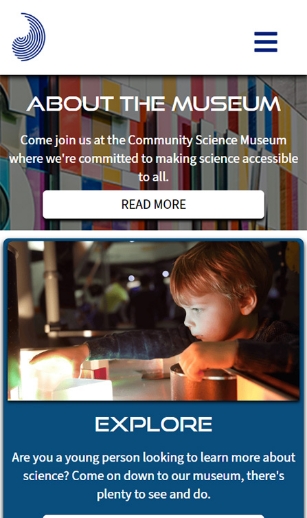 ABOUT THE MUSEUM
Come join us at the Community Science Museum
where we're committed to making science accessible
to all.
READ MORE
EXPLORE
Are you a young person looking to learn more about
science? Come on down to our museum, there's
plenty to see and do.